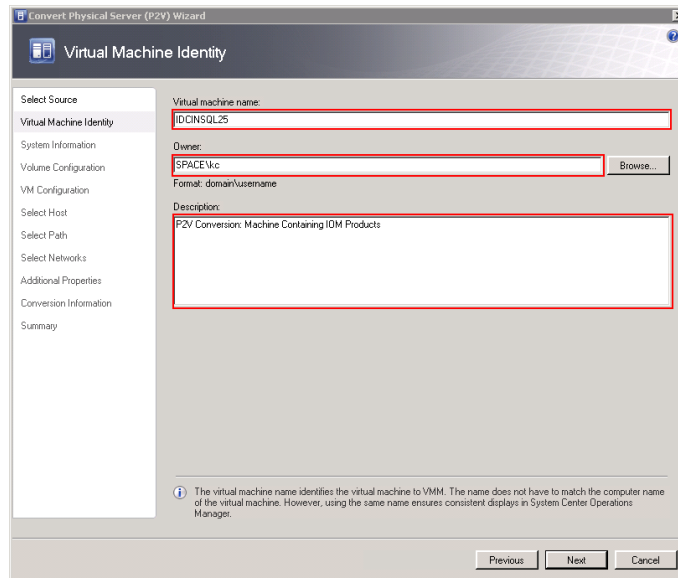 Convert Physical Server (P2V) Wizard
Virtual Machine Identity
Select Source
Virtual Machine Identity
System Information
Volume Configuration
VM Configuration
Select Host
Select Path
Select Networks
Additional Properties
Conversion Information
Summary
Virtual machine name:
IDCINSQL25
Owner:
SPACE\kc
Browse...
Format: domain\username
Description:
P2V Conversion: Machine Containing IOM Products
The virtual machine name identifies the virtual machine to VMM. The name does not have to match the computer name
of the virtual machine. However, using the same name ensures consistent displays in System Center Operations
Manager.
Previous
Next
Cancel